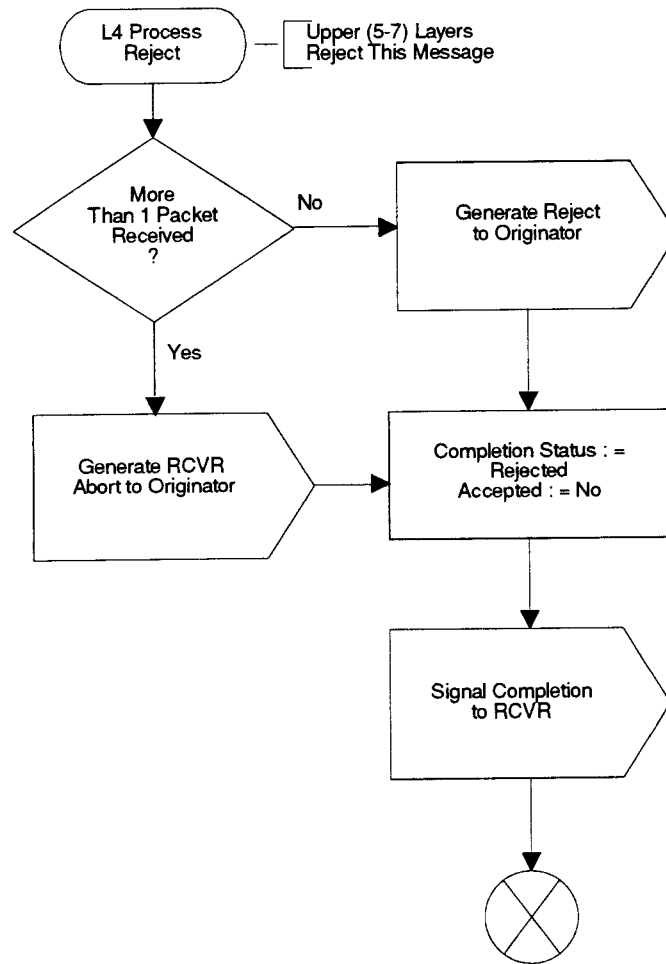 L4 Process
Reject
Upper (5-7) Layers
Reject This Message
More
Than 1 Packet
Received
?
No
Generate Reject
to Originator
Yes
Generate RCVR
Abort to Originator
Completion Status : =
Rejected
Accepted : = No
Signal Completion
to RCVR